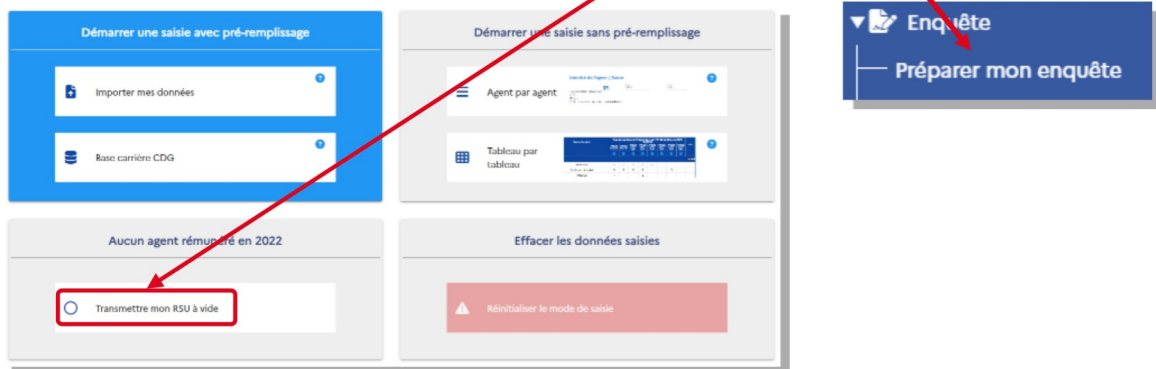 Démarrer une saisie avec pré-remplissage
Importer mes données
?
Base carrière CDG
?
Démarrer une saisie sans pré-remplissage
Agent par agent
?
Tableau par
tableau
?
Aucun agent rémunéré en 2022
Transmettre mon RSU à vide
Effacer les données saisies
Réinitialiser le mode de saisie
Enquête
Préparer mon enquête